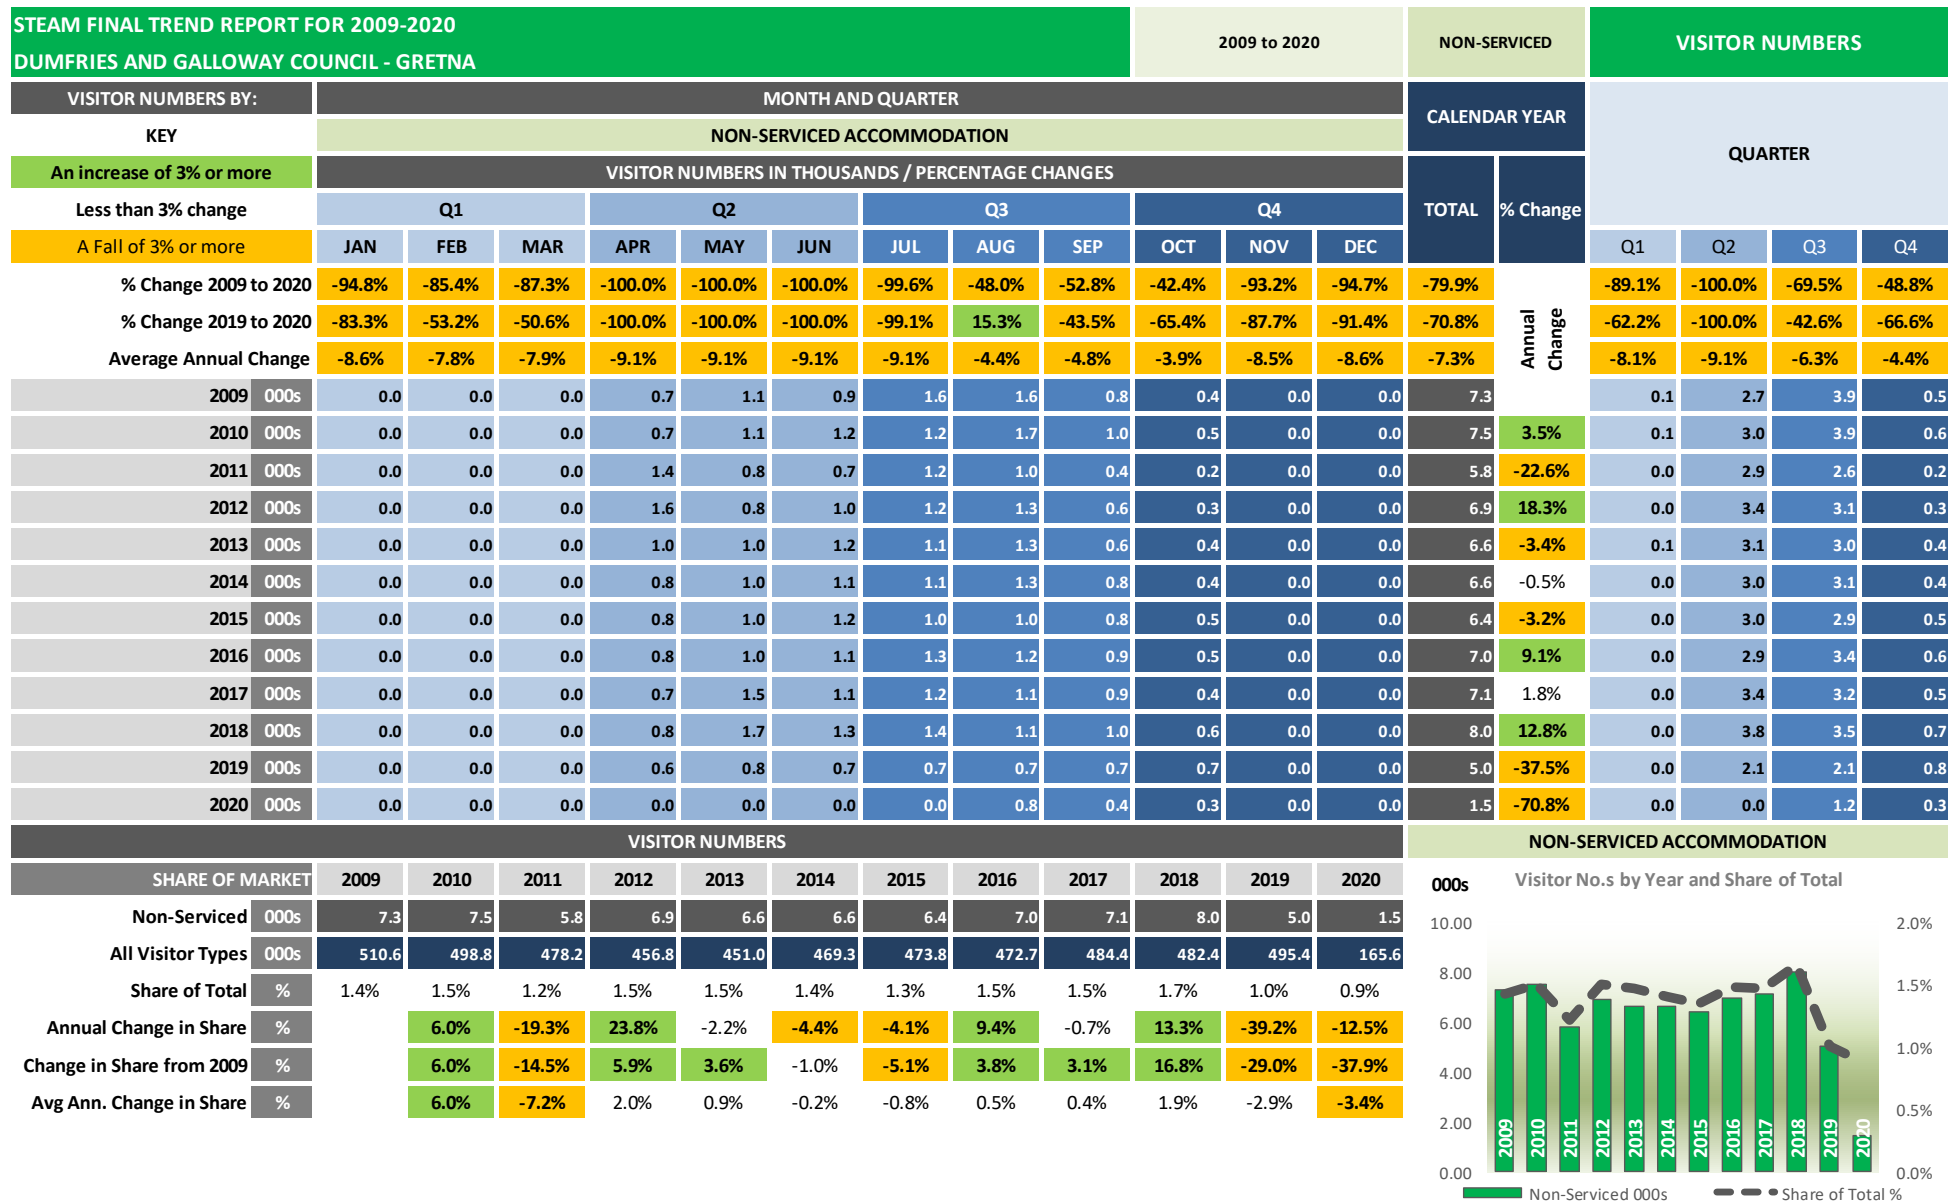 STEAM FINAL TREND REPORT FOR 2009-2020
DUMFRIES AND GALLOWAY COUNCIL - GRETNA
2009 to 2020
NON-SERVICED
VISITOR NUMBERS
VISITOR NUMBERS BY:
MONTH AND QUARTER
CALENDAR YEAR
QUARTER
KEY
NON-SERVICED ACCOMMODATION
An increase of 3% or more
VISITOR NUMBERS IN THOUSANDS / PERCENTAGE CHANGES
TOTAL % Change
Less than 3% change Q1 Q2 Q3 Q4
A Fall of 3% or more JAN FEB MAR APR MAY JUN JUL AUG SEP OCT NOV DEC Q1 Q2 Q3 Q4
% Change 2009 to 2020 -94.8% -85.4% -87.3% -100.0% -100.0% -100.0% -99.6% -48.0% -52.8% -42.4% -93.2% -94.7% -79.9% -89.1% -100.0% -69.5% -48.8%
% Change 2019 to 2020 -83.3% -53.2% -50.6% -100.0% -100.0% -100.0% -99.1% 15.3% -43.5% -65.4% -87.7% -91.4% -70.8% -62.2% -100.0% -42.6% -66.6%
Average Annual Change -8.6% -7.8% -7.9% -9.1% -9.1% -9.1% -9.1% -4.4% -4.8% -3.9% -8.5% -8.6% -7.3% -8.1% -9.1% -6.3% -4.4%
Annual
Change
2009 000s 0.0 0.0 0.0 0.7 1.1 0.9 1.6 1.6 0.8 0.4 0.0 0.0 7.3 0.1 2.7 3.9 0.5
2010 000s 0.0 0.0 0.0 0.7 1.1 1.2 1.2 1.7 1.0 0.5 0.0 0.0 7.5 3.5% 0.1 3.0 3.9 0.6
2011 000s 0.0 0.0 0.0 1.4 0.8 0.7 1.2 1.0 0.4 0.2 0.0 0.0 5.8 -22.6% 0.0 2.9 2.6 0.2
2012 000s 0.0 0.0 0.0 1.6 0.8 1.0 1.2 1.3 0.6 0.3 0.0 0.0 6.9 18.3% 0.0 3.4 3.1 0.3
2013 000s 0.0 0.0 0.0 1.0 1.0 1.2 1.1 1.3 0.6 0.4 0.0 0.0 6.6 -3.4% 0.1 3.1 3.0 0.4
2014 000s 0.0 0.0 0.0 0.8 1.0 1.1 1.1 1.3 0.8 0.4 0.0 0.0 6.6 -0.5% 0.0 3.0 3.1 0.4
2015 000s 0.0 0.0 0.0 0.8 1.0 1.2 1.0 1.0 0.8 0.5 0.0 0.0 6.4 -3.2% 0.0 3.0 2.9 0.5
2016 000s 0.0 0.0 0.0 0.8 1.0 1.1 1.3 1.2 0.9 0.5 0.0 0.0 7.0 9.1% 0.0 2.9 3.4 0.6
2017 000s 0.0 0.0 0.0 0.7 1.5 1.1 1.2 1.1 0.9 0.4 0.0 0.0 7.1 1.8% 0.0 3.4 3.2 0.5
2018 000s 0.0 0.0 0.0 0.8 1.7 1.3 1.4 1.1 1.0 0.6 0.0 0.0 8.0 12.8% 0.0 3.8 3.5 0.7
2019 000s 0.0 0.0 0.0 0.6 0.8 0.7 0.7 0.7 0.7 0.7 0.0 0.0 5.0 -37.5% 0.0 2.1 2.1 0.8
2020 000s 0.0 0.0 0.0 0.0 0.0 0.0 0.0 0.8 0.4 0.3 0.0 0.0 1.5 -70.8% 0.0 0.0 1.2 0.3
VISITOR NUMBERS
SHARE OF MARKET 2009 2010 2011 2012 2013 2014 2015 2016 2017 2018 2019 2020
Non-Serviced 000s 7.3 7.5 5.8 6.9 6.6 6.6 6.4 7.0 7.1 8.0 5.0 1.5
All Visitor Types 000s 510.6 498.8 478.2 456.8 451.0 469.3 473.8 472.7 484.4 482.4 495.4 165.6
Share of Total % 1.4% 1.5% 1.2% 1.5% 1.5% 1.4% 1.3% 1.5% 1.5% 1.7% 1.0% 0.9%
Annual Change in Share % 6.0% -19.3% 23.8% -2.2% -4.4% -4.1% 9.4% -0.7% 13.3% -39.2% -12.5%
Change in Share from 2009 % 6.0% -14.5% 5.9% 3.6% -1.0% -5.1% 3.8% 3.1% 16.8% -29.0% -37.9%
Avg Ann. Change in Share % 6.0% -7.2% 2.0% 0.9% -0.2% -0.8% 0.5% 0.4% 1.9% -2.9% -3.4%
NON-SERVICED ACCOMMODATION
000s Visitor No.s by Year and Share of Total
10.00 2.0%
8.00 1.5%
6.00
1.0%
4.00
0.5%
2.00
0.00 0.0%
2009 2010 2011 2012 2013 2014 2015 2016 2017 2018 2019 2020
Non-Serviced 000s Share of Total %